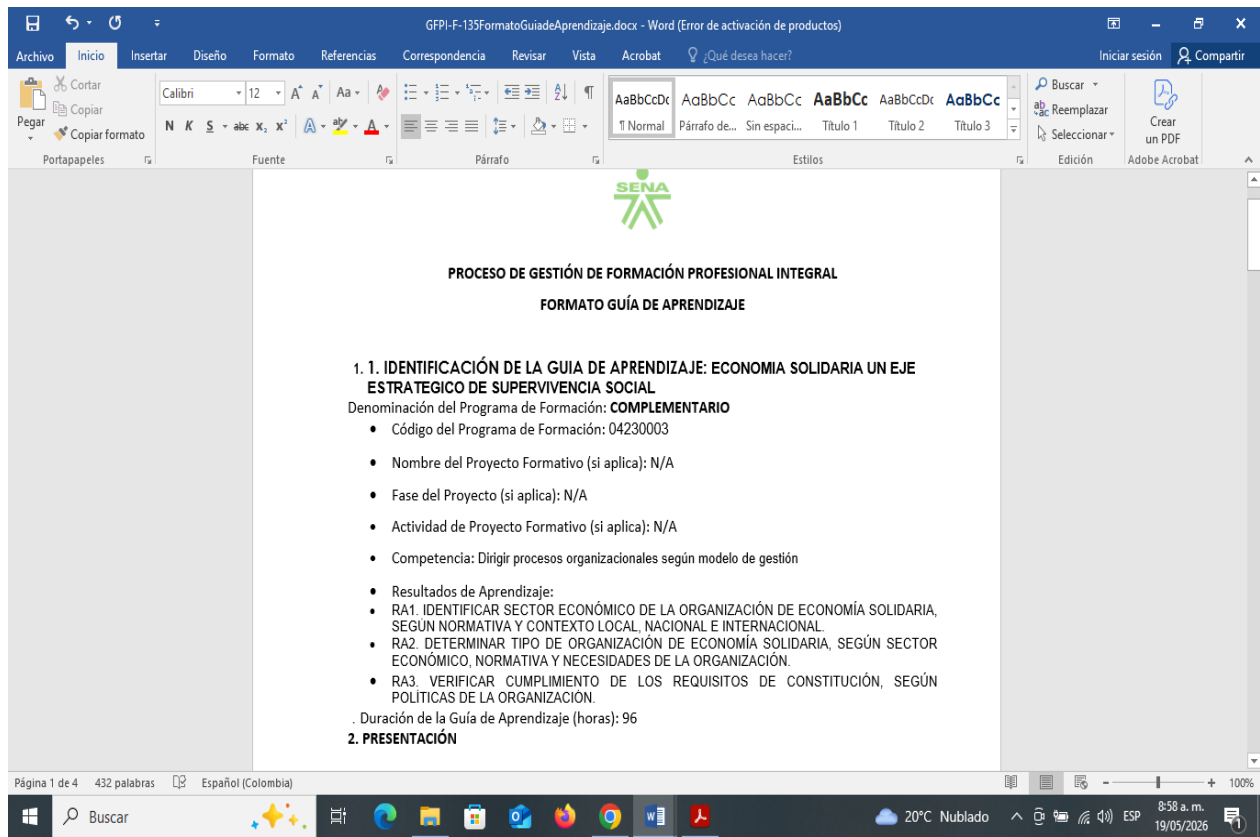 GFPI-F-135FormatoGuiadeAprendizaje.docx - Word (Error de activación de productos)
Archivo Inicio Insertar Diseño Formato Referencias Correspondencia Revisar Vista Acrobat ¿Qué desea hacer? Iniciar sesión Compartir
Pegar
Cortar
Copiar
Copiar formato
Portapapeles
Calibri 12
N K S abc X₂ X²
Fuente
Párrafo
AaBbCcDc AaBbCc AaBbCc AaBbCc AaBbCcDc AaBbCc
¶ Normal Párrafo de... Sin espaci... Título 1 Título 2 Título 3
Estilos
Buscar
Reemplazar
Seleccionar
Edición
Crear
un PDF
Adobe Acrobat
SENA
PROCESO DE GESTIÓN DE FORMACIÓN PROFESIONAL INTEGRAL
FORMATO GUÍA DE APRENDIZAJE
1. 1. IDENTIFICACIÓN DE LA GUIA DE APRENDIZAJE: ECONOMIA SOLIDARIA UN EJE
ESTRATEGICO DE SUPERVIVENCIA SOCIAL
Denominación del Programa de Formación: COMPLEMENTARIO
• Código del Programa de Formación: 04230003
• Nombre del Proyecto Formativo (si aplica): N/A
• Fase del Proyecto (si aplica): N/A
• Actividad de Proyecto Formativo (si aplica): N/A
• Competencia: Dirigir procesos organizacionales según modelo de gestión
• Resultados de Aprendizaje:
• RA1. IDENTIFICAR SECTOR ECONÓMICO DE LA ORGANIZACIÓN DE ECONOMÍA SOLIDARIA,
SEGÚN NORMATIVA Y CONTEXTO LOCAL, NACIONAL E INTERNACIONAL.
• RA2. DETERMINAR TIPO DE ORGANIZACIÓN DE ECONOMÍA SOLIDARIA, SEGÚN SECTOR
ECONÓMICO, NORMATIVA Y NECESIDADES DE LA ORGANIZACIÓN.
• RA3. VERIFICAR CUMPLIMIENTO DE LOS REQUISITOS DE CONSTITUCIÓN, SEGÚN
POLÍTICAS DE LA ORGANIZACIÓN.
. Duración de la Guía de Aprendizaje (horas): 96
2. PRESENTACIÓN
Página 1 de 4 432 palabras Español (Colombia) 100%
Buscar
20°C Nublado ESP
8:58 a. m.
19/05/2026